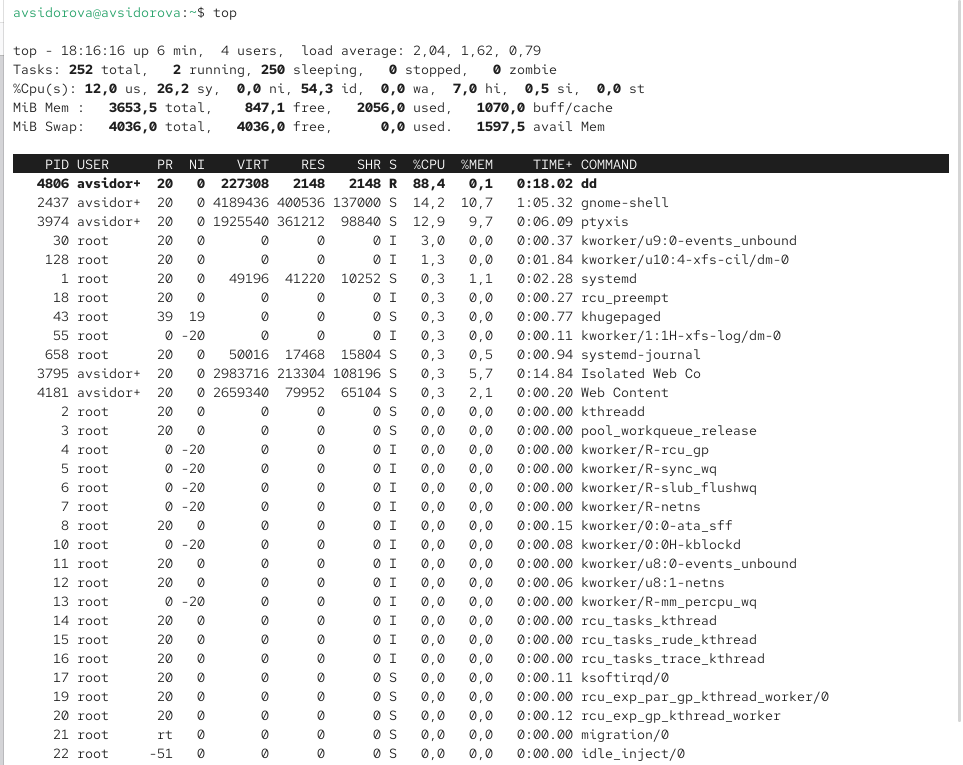 avsidorova@avsidorova:~$ top
top - 18:16:16 up 6 min,  4 users,  load average: 2,04, 1,62, 0,79
Tasks: 252 total,   2 running, 250 sleeping,   0 stopped,   0 zombie
%Cpu(s): 12,0 us, 26,2 sy,  0,0 ni, 54,3 id,  0,0 wa,  7,0 hi,  0,5 si,  0,0 st
MiB Mem :   3653,5 total,    847,1 free,   2056,0 used,   1070,0 buff/cache
MiB Swap:   4036,0 total,   4036,0 free,      0,0 used.   1597,5 avail Mem
PID USER      PR  NI    VIRT    RES    SHR S  %CPU  %MEM     TIME+ COMMAND
4806 avsidor+  20   0  227308   2148   2148 R  88,4   0,1   0:18.02 dd
2437 avsidor+  20   0 4189436 400536 137000 S  14,2  10,7   1:05.32 gnome-shell
3974 avsidor+  20   0 1925540 361212  98840 S  12,9   9,7   0:06.09 ptyxis
30 root      20   0       0      0      0 I   3,0   0,0   0:00.37 kworker/u9:0-events_unbound
128 root      20   0       0      0      0 I   1,3   0,0   0:01.84 kworker/u10:4-xfs-cil/dm-0
1 root      20   0   49196  41220  10252 S   0,3   1,1   0:02.28 systemd
18 root      20   0       0      0      0 I   0,3   0,0   0:00.27 rcu_preempt
43 root      39  19       0      0      0 S   0,3   0,0   0:00.77 khugepaged
55 root       0 -20       0      0      0 I   0,3   0,0   0:00.11 kworker/1:1H-xfs-log/dm-0
658 root      20   0   50016  17468  15804 S   0,3   0,5   0:00.94 systemd-journal
3795 avsidor+  20   0 2983716 213304 108196 S   0,3   5,7   0:14.84 Isolated Web Co
4181 avsidor+  20   0 2659340  79952  65104 S   0,3   2,1   0:00.20 Web Content
2 root      20   0       0      0      0 S   0,0   0,0   0:00.00 kthreadd
3 root      20   0       0      0      0 S   0,0   0,0   0:00.00 pool_workqueue_release
4 root       0 -20       0      0      0 I   0,0   0,0   0:00.00 kworker/R-rcu_gp
5 root       0 -20       0      0      0 I   0,0   0,0   0:00.00 kworker/R-sync_wq
6 root       0 -20       0      0      0 I   0,0   0,0   0:00.00 kworker/R-slub_flushwq
7 root       0 -20       0      0      0 I   0,0   0,0   0:00.00 kworker/R-netns
8 root      20   0       0      0      0 I   0,0   0,0   0:00.15 kworker/0:0-ata_sff
10 root       0 -20       0      0      0 I   0,0   0,0   0:00.08 kworker/0:0H-kblockd
11 root      20   0       0      0      0 I   0,0   0,0   0:00.00 kworker/u8:0-events_unbound
12 root      20   0       0      0      0 I   0,0   0,0   0:00.06 kworker/u8:1-netns
13 root       0 -20       0      0      0 I   0,0   0,0   0:00.00 kworker/R-mm_percpu_wq
14 root      20   0       0      0      0 I   0,0   0,0   0:00.00 rcu_tasks_kthread
15 root      20   0       0      0      0 I   0,0   0,0   0:00.00 rcu_tasks_rude_kthread
16 root      20   0       0      0      0 I   0,0   0,0   0:00.00 rcu_tasks_trace_kthread
17 root      20   0       0      0      0 S   0,0   0,0   0:00.11 ksoftirqd/0
19 root      20   0       0      0      0 S   0,0   0,0   0:00.00 rcu_exp_par_gp_kthread_worker/0
20 root      20   0       0      0      0 S   0,0   0,0   0:00.12 rcu_exp_gp_kthread_worker
21 root      rt   0       0      0      0 S   0,0   0,0   0:00.00 migration/0
22 root     -51   0       0      0      0 S   0,0   0,0   0:00.00 idle_inject/0